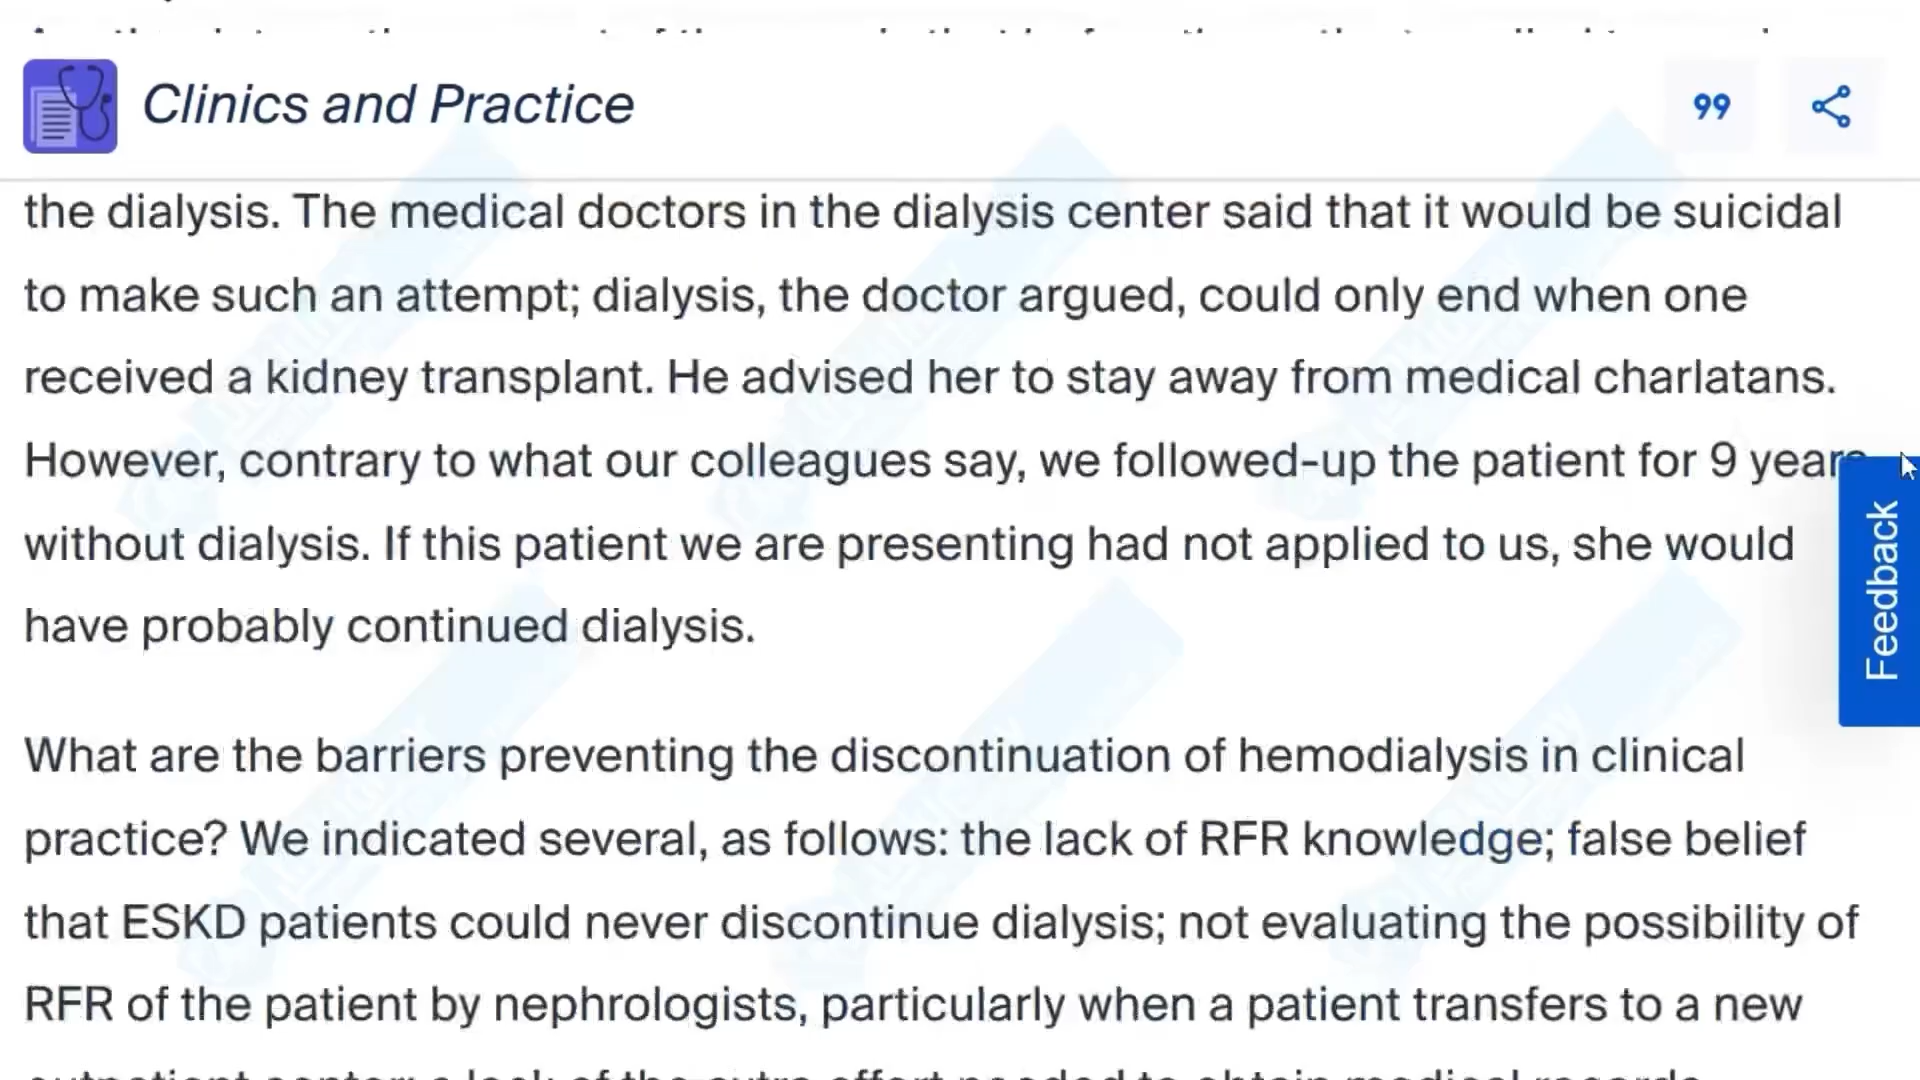 Clinics and Practice
the dialysis. The medical doctors in the dialysis center said that it would be suicidal
to make such an attempt; dialysis, the doctor argued, could only end when one
received a kidney transplant. He advised her to stay away from medical charlatans.
However, contrary to what our colleagues say, we followed-up the patient for 9 years
without dialysis. If this patient we are presenting had not applied to us, she would
have probably continued dialysis.
Feedback
What are the barriers preventing the discontinuation of hemodialysis in clinical
practice? We indicated several, as follows: the lack of RFR knowledge; false belief
that ESKD patients could never discontinue dialysis; not evaluating the possibility of
RFR of the patient by nephrologists, particularly when a patient transfers to a new